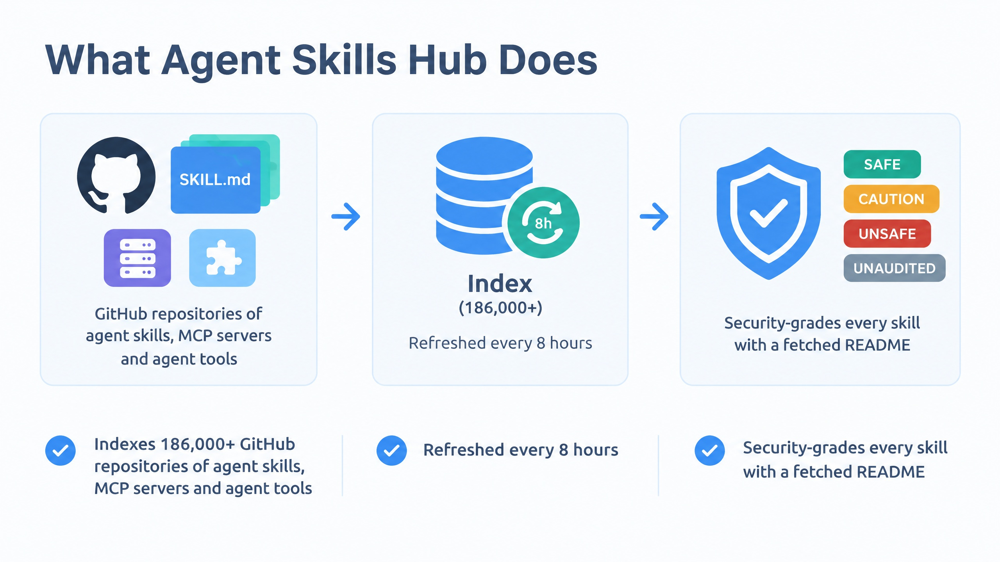 What Agent Skills Hub Does
SKILL.md
GitHub repositories of
agent skills, MCP servers
and agent tools
8h
Index
(186,000+)
Refreshed every 8 hours
SAFE
CAUTION
UNSAFE
UNAUDITED
Security-grades every skill
with a fetched README
Indexes 186,000+ GitHub
repositories of agent skills,
MCP servers and agent tools
Refreshed every 8 hours
Security-grades every skill
with a fetched README